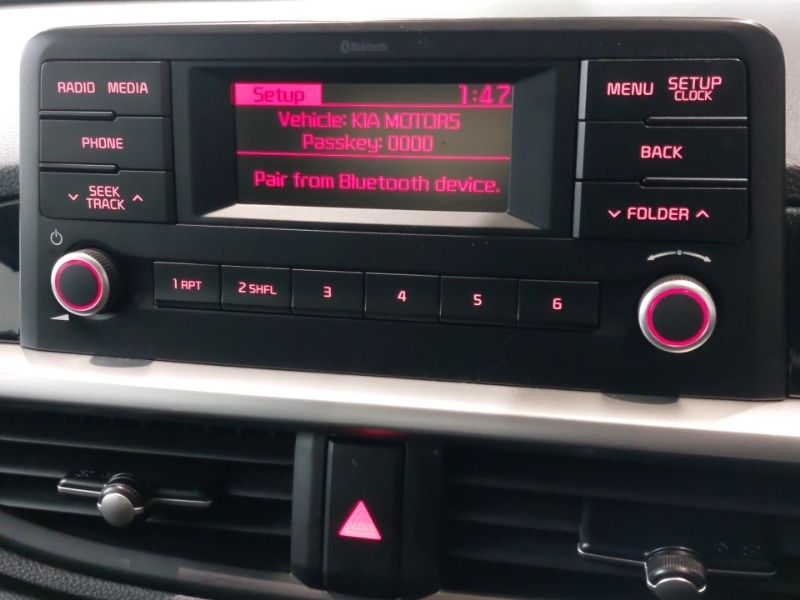 Bluetooth
RADIO MEDIA
PHONE
SEEK
TRACK
Setup 1:47
Vehicle: KIA MOTORS
Passkey: 0000
Pair from Bluetooth device.
MENU SETUP
CLOCK
BACK
FOLDER
1 RPT
2 SHFL
3
4
5
6